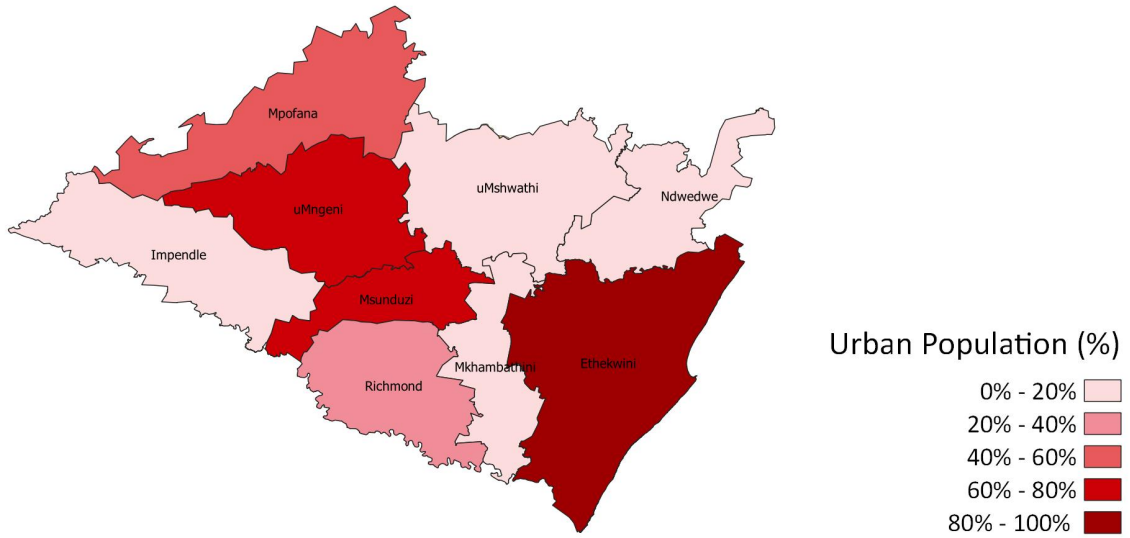 Mpofana
uMshwathi
Ndwedwe
uMngeni
Impendle
Msunduzi
Mkhambathini
Ethekwini
Richmond
Urban Population (%)
0% - 20%
20% - 40%
40% - 60%
60% - 80%
80% - 100%